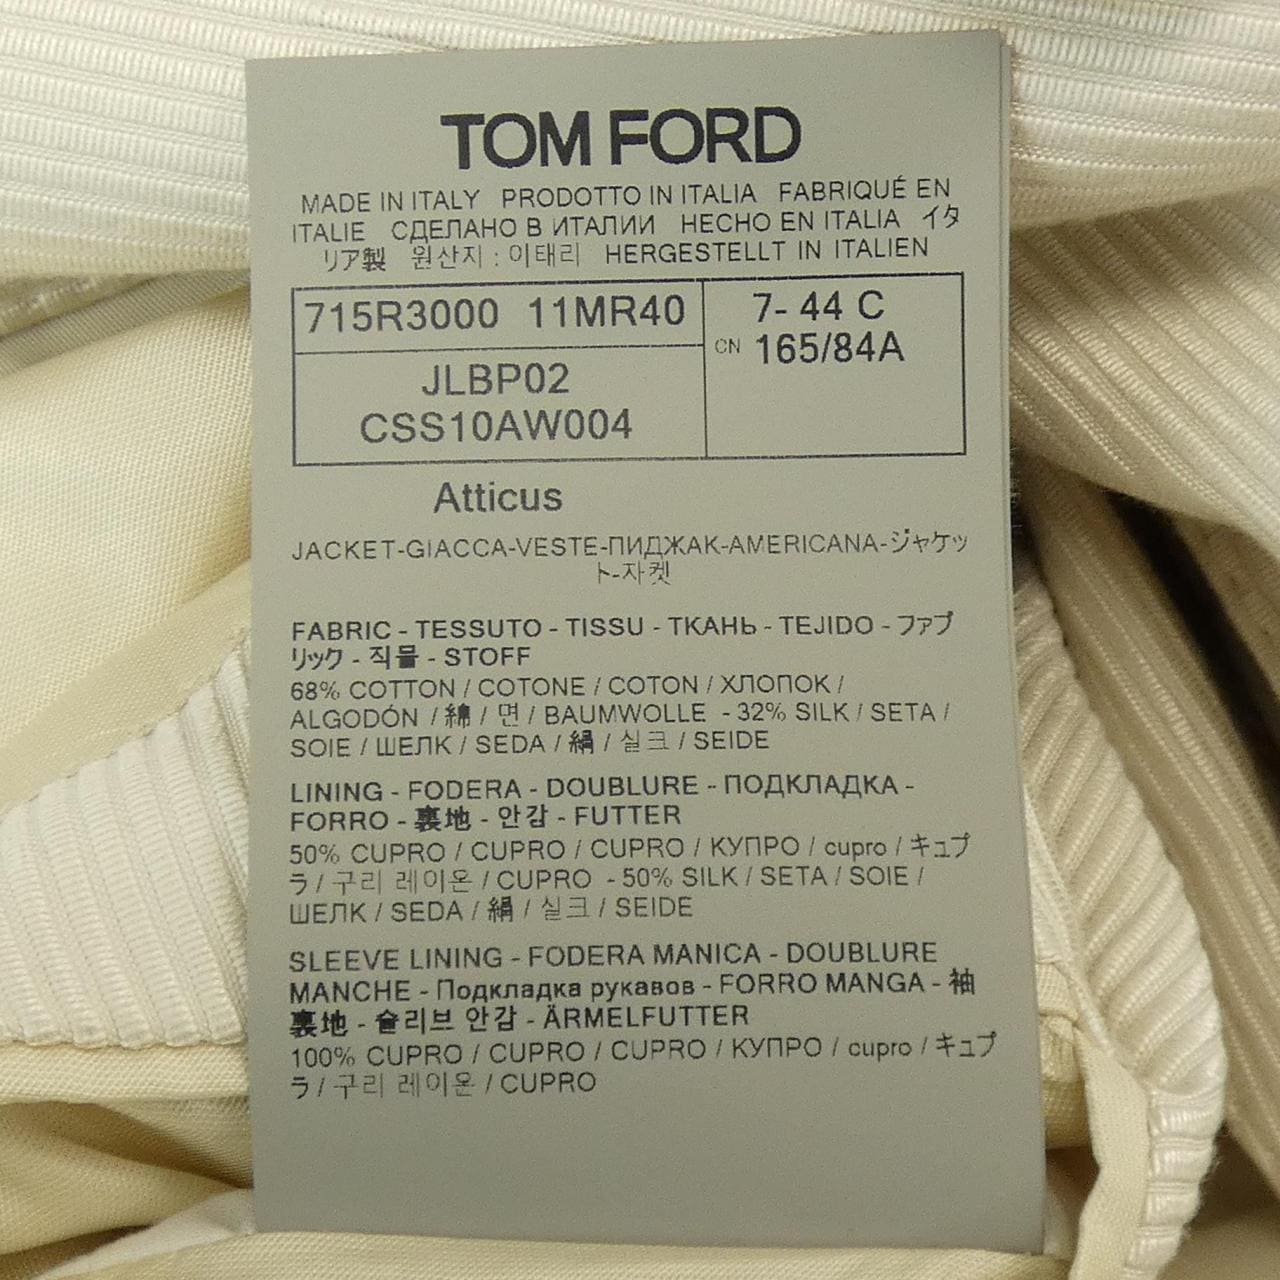 TOM FORD
MADE IN ITALY PRODOTTO IN ITALIA FABRIQUÉ EN
ITALIE СДЕЛАНО В ИТАЛИИ HECHO EN ITALIA イタ
リア製 원산지 : 이태리 HERGESTELLT IN ITALIEN
715R3000 11MR40
7- 44 C
CN 165/84A
JLBP02
CSS10AW004
Atticus
JACKET-GIACCA-VESTE-ПИДЖАК-AMERICANA-ジャケッ
ト-자켓
FABRIC - TESSUTO - TISSU - ТКАНЬ - TEJIDO - ファブ
リック - 직물 - STOFF
68% COTTON / COTONE / COTON / ХЛОПОК /
ALGODÓN / 綿 / 면 / BAUMWOLLE - 32% SILK / SETA /
SOIE / ШЕЛК / SEDA / 絹 / 실크 / SEIDE
LINING - FODERA - DOUBLURE - ПОДКЛАДКА -
FORRO - 裏地 - 안감 - FUTTER
50% CUPRO / CUPRO / CUPRO / КУПРО / cupro / キュプ
ラ / 구리 레이온 / CUPRO - 50% SILK / SETA / SOIE /
ШЕЛК / SEDA / 絹 / 실크 / SEIDE
SLEEVE LINING - FODERA MANICA - DOUBLURE
MANCHE - Подкладка рукавов - FORRO MANGA - 袖
裏地 - 슬리브 안감 - ÄRMELFUTTER
100% CUPRO / CUPRO / CUPRO / КУПРО / cupro / キュプ
ラ / 구리 레이온 / CUPRO